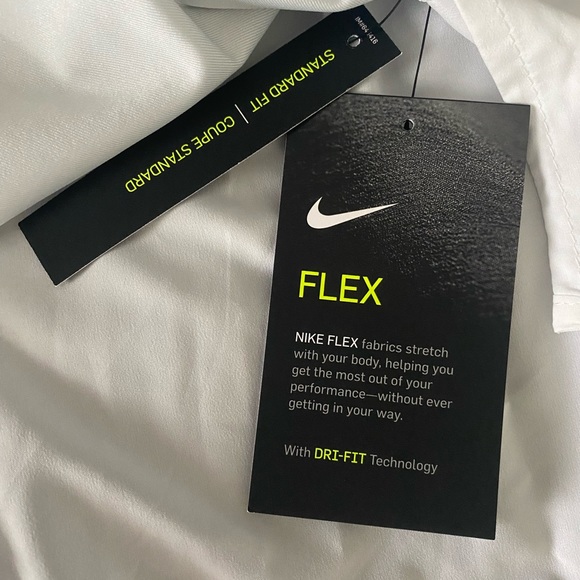 STANDARD FIT | COUPE STANDARD
FLEX
NIKE FLEX fabrics stretch
with your body, helping you
get the most out of your
performance—without ever
getting in your way.
With DRI-FIT Technology